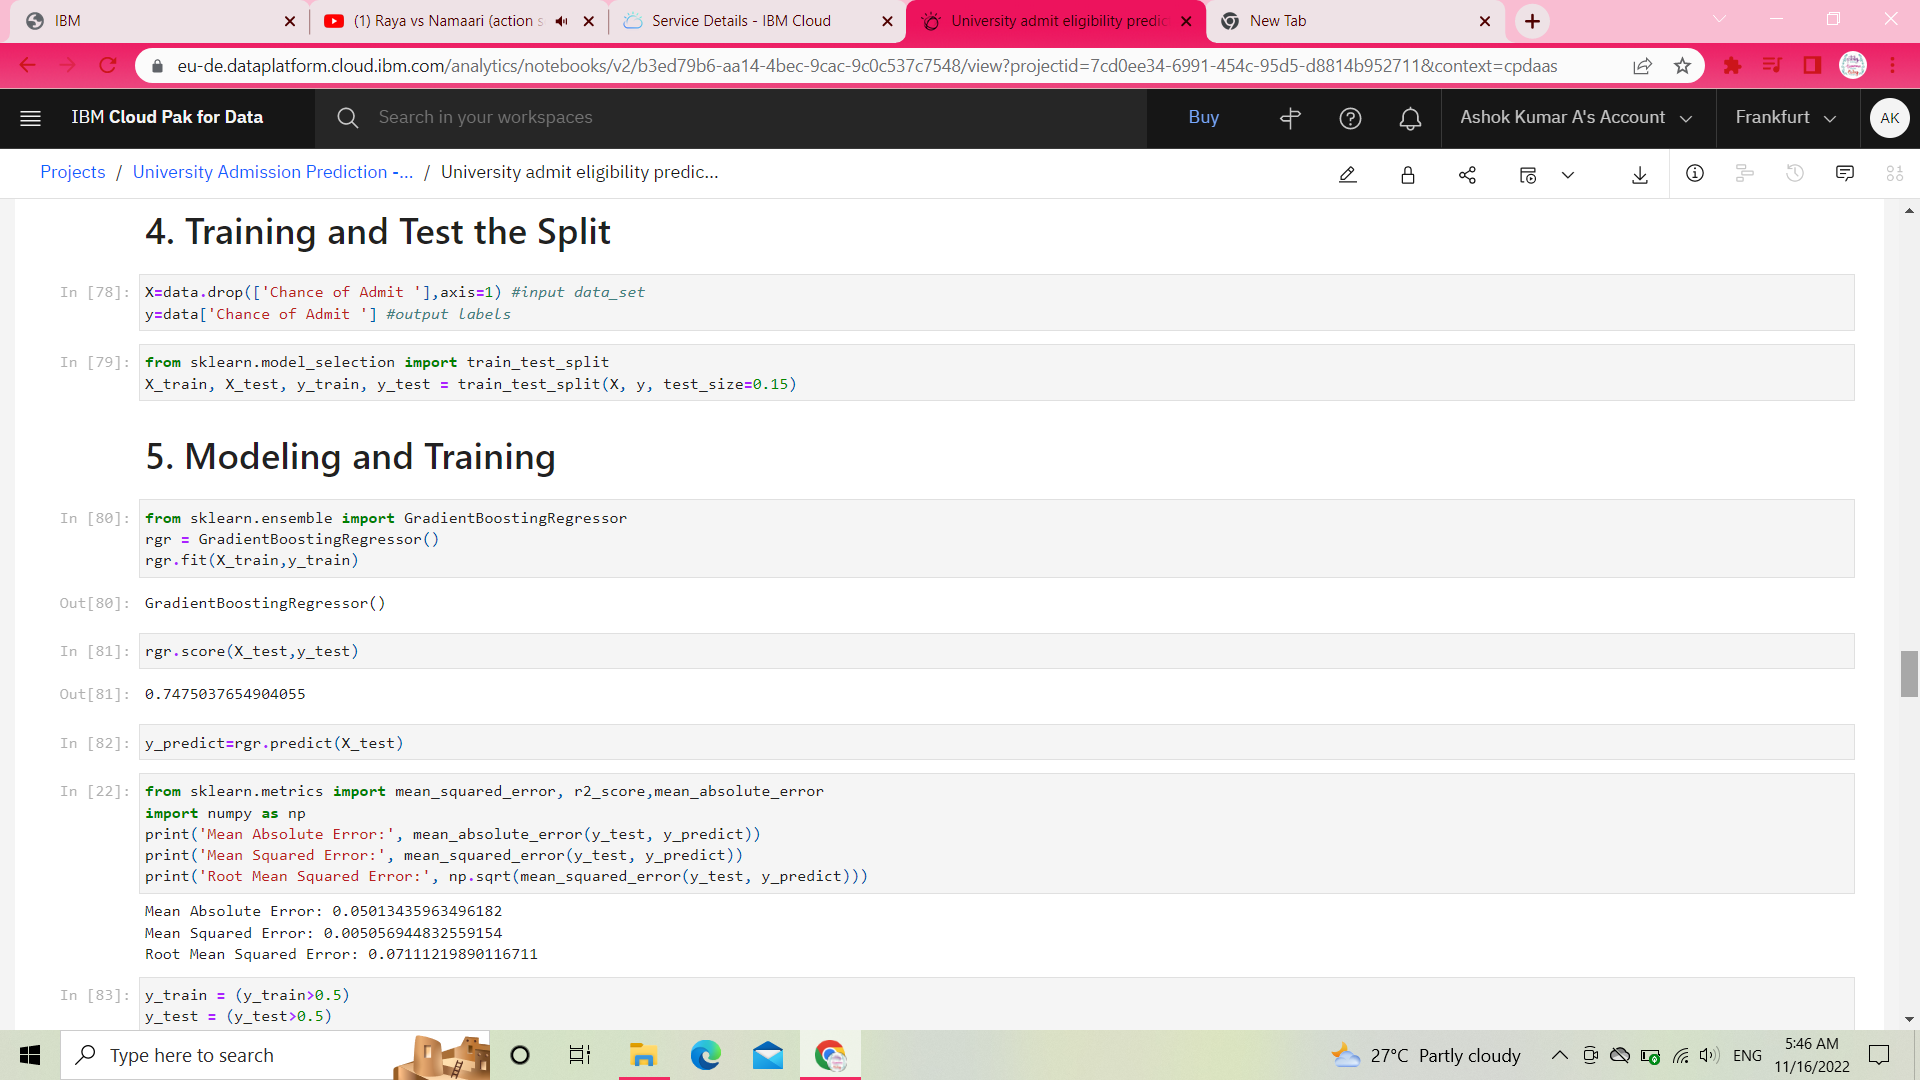 IBM
(1) Raya vs Namaari (action s
Service Details - IBM Cloud
University admit eligibility predic
New Tab
eu-de.dataplatform.cloud.ibm.com/analytics/notebooks/v2/b3ed79b6-aa14-4bec-9cac-9c0c537c7548/view?projectid=7cd0ee34-6991-454c-95d5-d8814b952711&context=cpdaas
IBM Cloud Pak for Data
Search in your workspaces
Buy
Ashok Kumar A's Account
Frankfurt
AK
Projects / University Admission Prediction -... / University admit eligibility predic...
4. Training and Test the Split
In [78]: X=data.drop(['Chance of Admit '],axis=1) #input data_set
y=data['Chance of Admit '] #output labels
In [79]: from sklearn.model_selection import train_test_split
X_train, X_test, y_train, y_test = train_test_split(X, y, test_size=0.15)
5. Modeling and Training
In [80]: from sklearn.ensemble import GradientBoostingRegressor
rgr = GradientBoostingRegressor()
rgr.fit(X_train,y_train)
Out[80]: GradientBoostingRegressor()
In [81]: rgr.score(X_test,y_test)
Out[81]: 0.7475037654904055
In [82]: y_predict=rgr.predict(X_test)
In [22]: from sklearn.metrics import mean_squared_error, r2_score,mean_absolute_error
import numpy as np
print('Mean Absolute Error:', mean_absolute_error(y_test, y_predict))
print('Mean Squared Error:', mean_squared_error(y_test, y_predict))
print('Root Mean Squared Error:', np.sqrt(mean_squared_error(y_test, y_predict)))
Mean Absolute Error: 0.05013435963496182
Mean Squared Error: 0.005056944832559154
Root Mean Squared Error: 0.07111219890116711
In [83]: y_train = (y_train>0.5)
y_test = (y_test>0.5)
Type here to search
27°C Partly cloudy
ENG
5:46 AM
11/16/2022